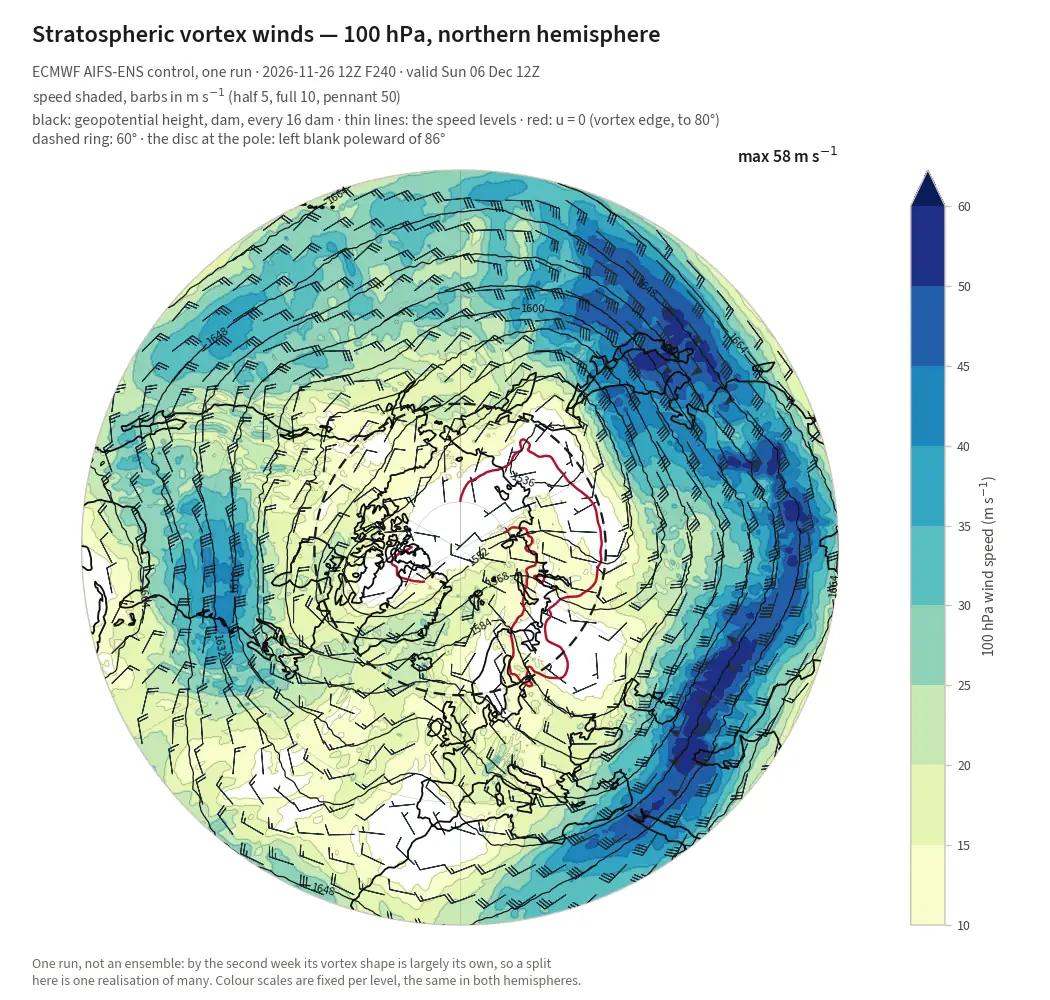 Stratospheric vortex winds — 100 hPa, northern hemisphere
ECMWF AIFS-ENS control, one run · 2026-11-26 12Z F240 · valid Sun 06 Dec 12Z
speed shaded, barbs in m s⁻¹ (half 5, full 10, pennant 50)
black: geopotential height, dam, every 16 dam · thin lines: the speed levels · red: u = 0 (vortex edge, to 80°)
dashed ring: 60° · the disc at the pole: left blank poleward of 86°
max 58 m s⁻¹
1664
1648
1600
1648
1664
1536
1552
1568
1584
1664
1632
1648
60
50
45
40
35
30
25
20
15
10
100 hPa wind speed (m s⁻¹)
One run, not an ensemble: by the second week its vortex shape is largely its own, so a split
here is one realisation of many. Colour scales are fixed per level, the same in both hemispheres.